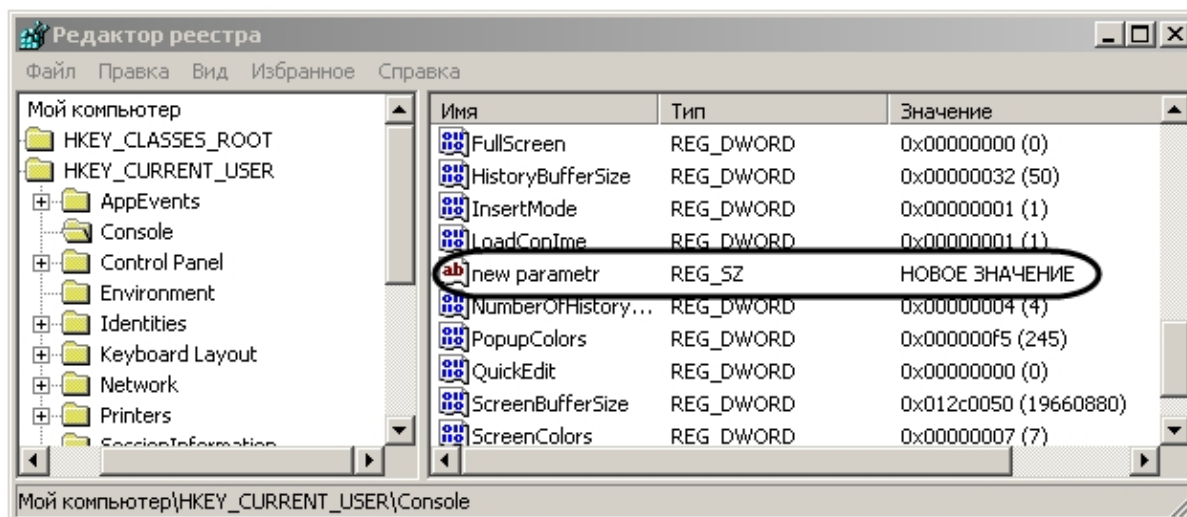 Редактор реестра
Файл Правка Вид Избранное Справка
Мой компьютер
HKEY_CLASSES_ROOT
HKEY_CURRENT_USER
AppEvents
Console
Control Panel
Environment
Identities
Keyboard Layout
Network
Printers
SessionInformation
Имя Тип Значение
FullScreen REG_DWORD 0x00000000 (0)
HistoryBufferSize REG_DWORD 0x00000032 (50)
InsertMode REG_DWORD 0x00000001 (1)
LoadConIme REG_DWORD 0x00000001 (1)
new parametr REG_SZ НОВОЕ ЗНАЧЕНИЕ
NumberOfHistory... REG_DWORD 0x00000004 (4)
PopupColors REG_DWORD 0x000000f5 (245)
QuickEdit REG_DWORD 0x00000000 (0)
ScreenBufferSize REG_DWORD 0x012c0050 (19660880)
ScreenColors REG_DWORD 0x00000007 (7)
Мой компьютер\HKEY_CURRENT_USER\Console